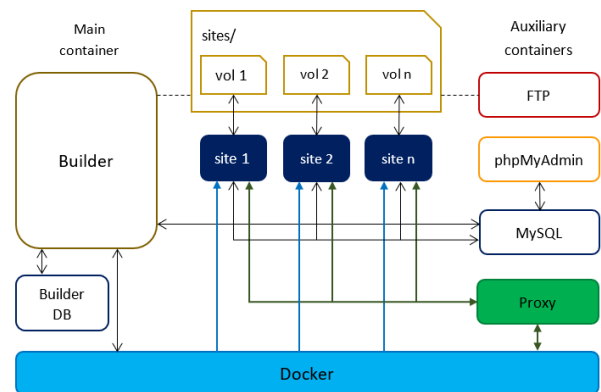 Main
container
sites/
Auxiliary
containers
vol 1
vol 2
vol n
FTP
Builder
site 1
site 2
site n
phpMyAdmin
MySQL
Builder
DB
Proxy
Docker